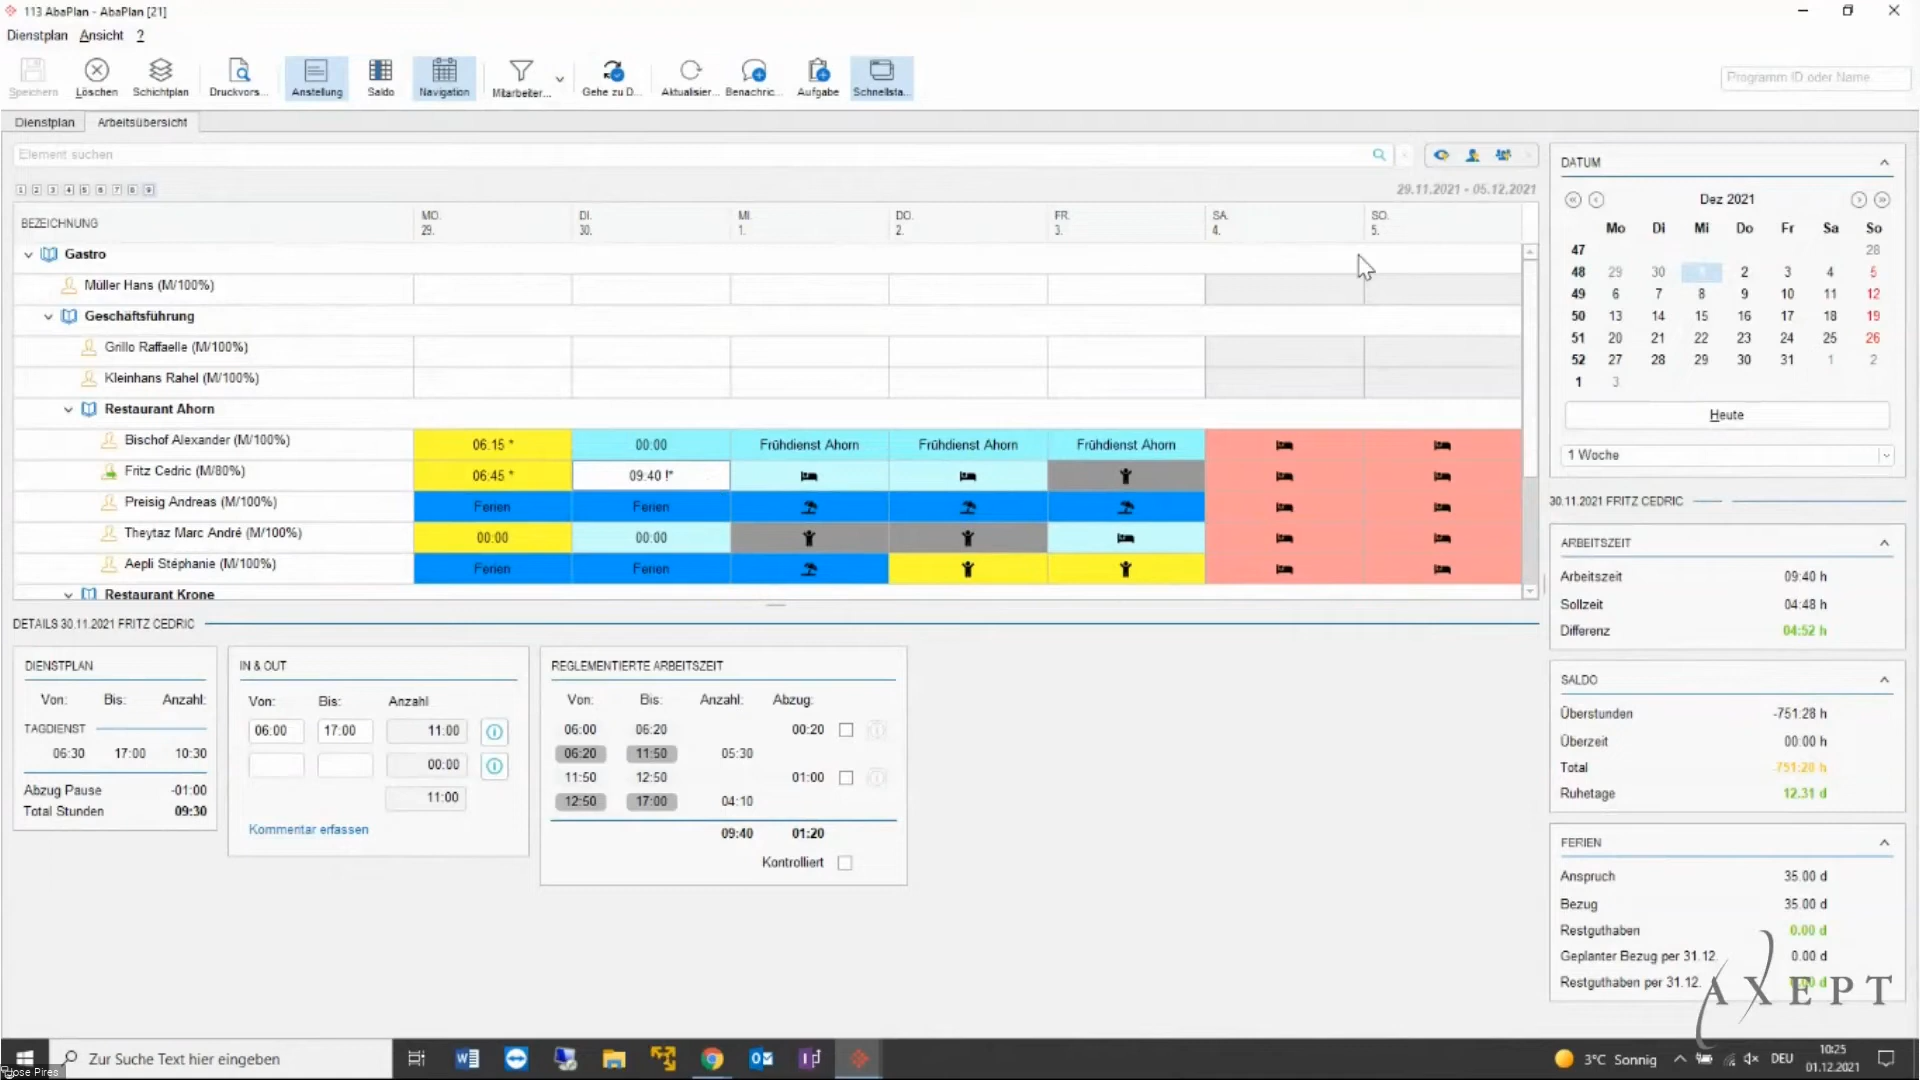 113 AbaPlan - AbaPlan [21]
Dienstplan Ansicht ?
Speichern Löschen Schichtplan Druckvors... Anstellung Saldo Navigation Mitarbeiter... Gehe zu D... Aktualisier... Benachric... Aufgabe Schnellsta...
Programm ID oder Name
Dienstplan Arbeitsübersicht
Element suchen
1 2 3 4 5 6 7 8 9
29.11.2021 - 05.12.2021
BEZEICHNUNG
MO. DI. MI. DO. FR. SA. SO.
29. 30. 1. 2. 3. 4. 5.
Gastro
Müller Hans (M/100%)
Geschäftsführung
Grillo Raffaelle (M/100%)
Kleinhans Rahel (M/100%)
Restaurant Ahorn
Bischof Alexander (M/100%) 06:15 * 00:00 Frühdienst Ahorn Frühdienst Ahorn Frühdienst Ahorn
Fritz Cedric (M/80%) 06:45 * 09:40 !*
Preisig Andreas (M/100%) Ferien Ferien
Theytaz Marc André (M/100%) 00:00 00:00
Aepli Stéphanie (M/100%) Ferien Ferien
Restaurant Krone
DATUM
Dez 2021
Mo Di Mi Do Fr Sa So
47 28
48 29 30 1 2 3 4 5
49 6 7 8 9 10 11 12
50 13 14 15 16 17 18 19
51 20 21 22 23 24 25 26
52 27 28 29 30 31 1 2
1 3
Heute
1 Woche
30.11.2021 FRITZ CEDRIC
ARBEITSZEIT
Arbeitszeit 09:40 h
Sollzeit 04:48 h
Differenz 04:52 h
SALDO
Überstunden -751:28 h
Überzeit 00:00 h
Total -751:28 h
Ruhetage 12.31 d
FERIEN
Anspruch 35.00 d
Bezug 35.00 d
Restguthaben 0.00 d
Geplanter Bezug per 31.12. 0.00 d
Restguthaben per 31.12.
AXEPT
DETAILS 30.11.2021 FRITZ CEDRIC
DIENSTPLAN
Von: Bis: Anzahl:
TAGDIENST
06:30 17:00 10:30
Abzug Pause -01:00
Total Stunden 09:30
IN & OUT
Von: Bis: Anzahl
06:00 17:00 11:00
00:00
11:00
Kommentar erfassen
REGLEMENTIERTE ARBEITSZEIT
Von: Bis: Anzahl: Abzug:
06:00 06:20 00:20
06:20 11:50 05:30
11:50 12:50 01:00
12:50 17:00 04:10
09:40 01:20
Kontrolliert
Zur Suche Text hier eingeben
3°C Sonnig
DEU
10:25
01.12.2021
Jose Pires